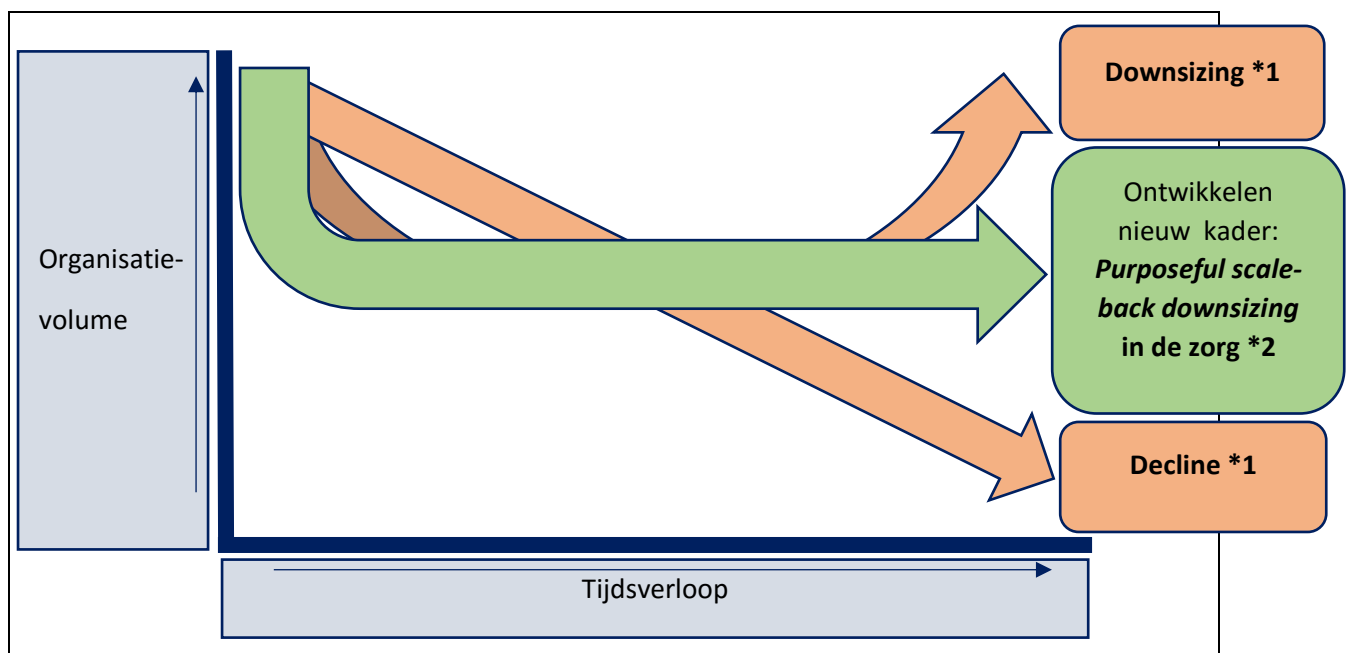 Organisatie-
volume
Tijdsverloop
Downsizing *1
Ontwikkelen
nieuw kader:
Purposeful scale-
back downsizing
in de zorg *2
Decline *1